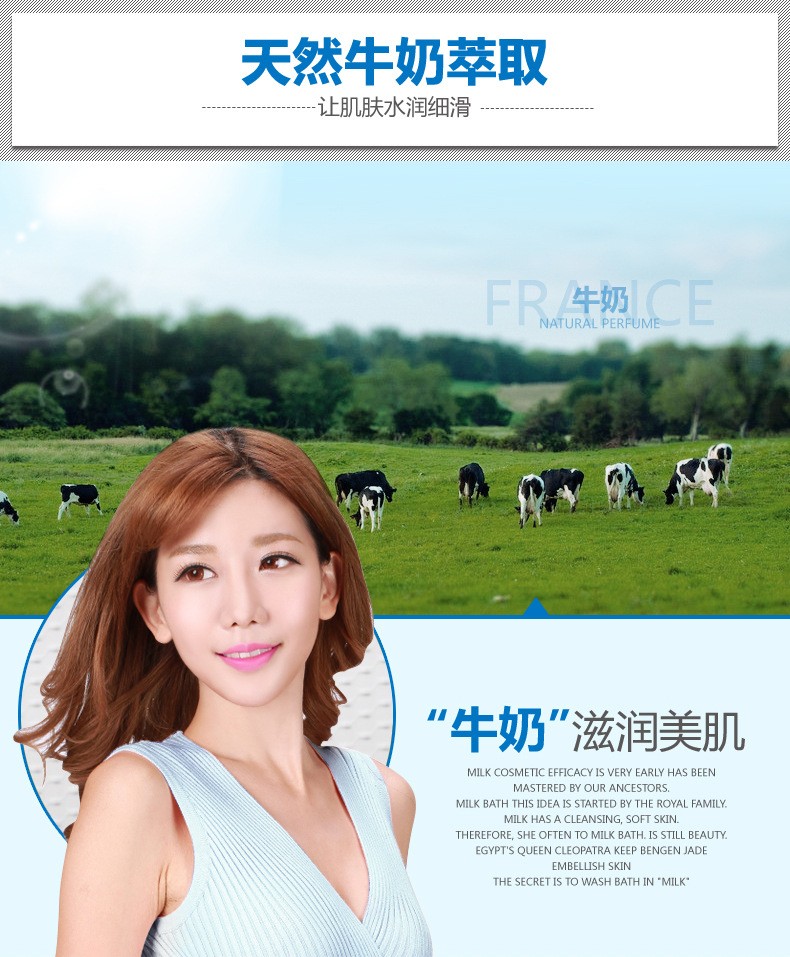 天然牛奶萃取
让肌肤水润细滑
FRANCE
牛奶
NATURAL PERFUME
“牛奶”滋润美肌
MILK COSMETIC EFFICACY IS VERY EARLY HAS BEEN
MASTERED BY OUR ANCESTORS.
MILK BATH THIS IDEA IS STARTED BY THE ROYAL FAMILY.
MILK HAS A CLEANSING, SOFT SKIN.
THEREFORE, SHE OFTEN TO MILK BATH. IS STILL BEAUTY.
EGYPT'S QUEEN CLEOPATRA KEEP BENGEN JADE
EMBELLISH SKIN
THE SECRET IS TO WASH BATH IN "MILK"